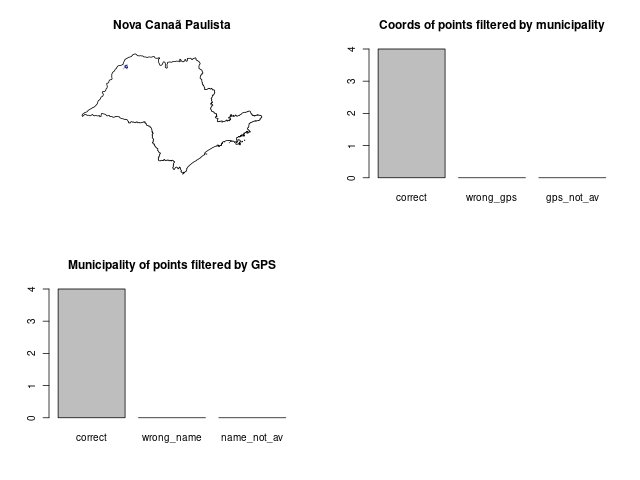 Nova Canaã Paulista
Coords of points filtered by municipality
4
3
2
1
0
correct wrong_gps gps_not_av
Municipality of points filtered by GPS
4
3
2
1
0
correct wrong_name name_not_av